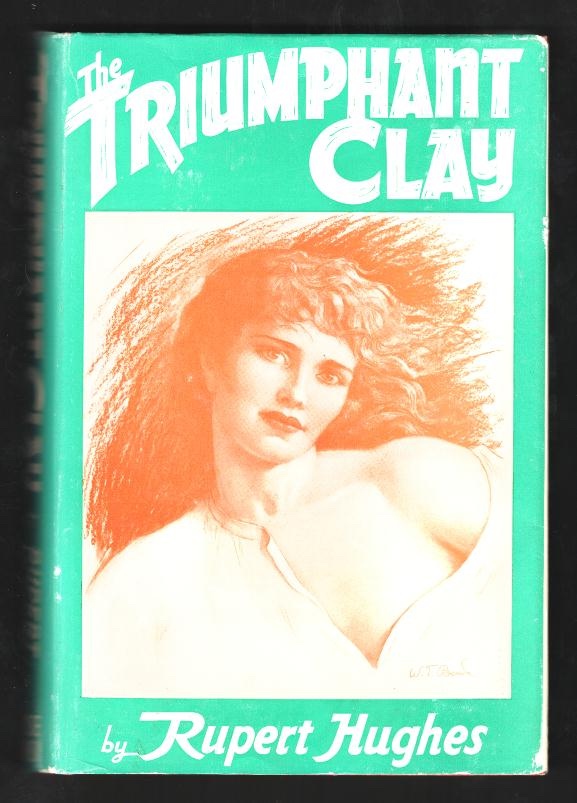 The
TRIUMPHANT
CLAY
W.T.
by Rupert Hughes